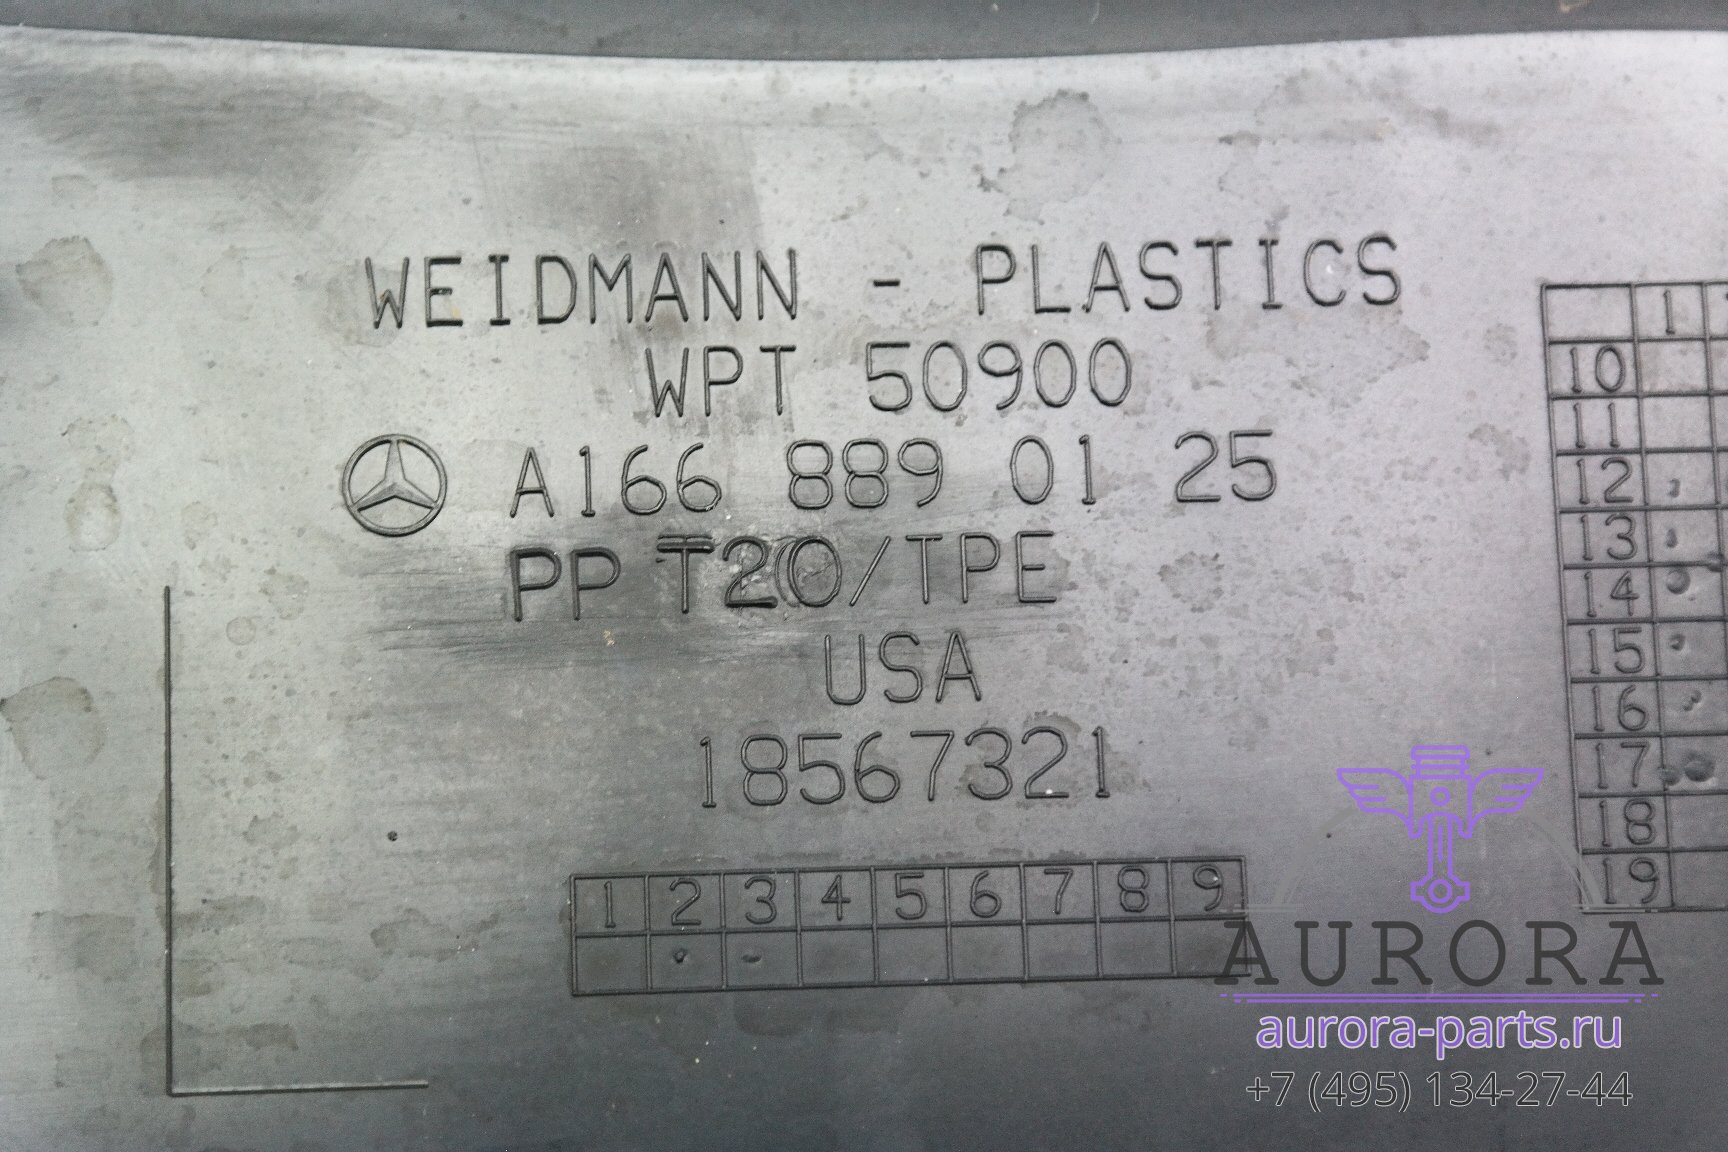 WEIDMANN - PLASTICS
WPT 50900
A166 889 01 25
PP T20/TPE
USA
18567321
1 2 3 4 5 6 7 8 9
1
10
11
12
13
14
15
16
17
18
19
AURORA
aurora-parts.ru
+7 (495) 134-27-44